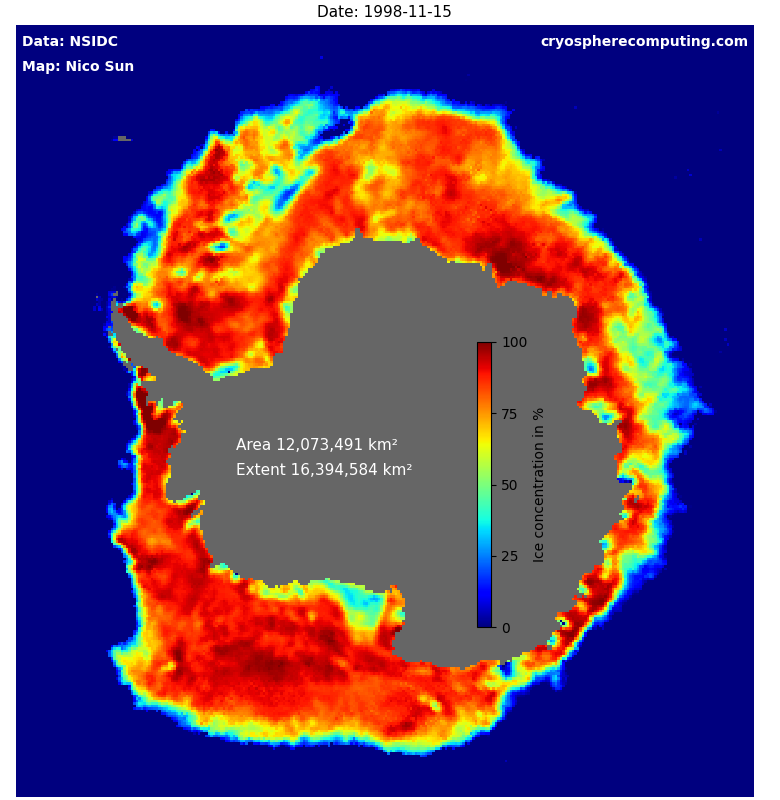 Date: 1998-11-15
Data: NSIDC
cryospherecomputing.com
Map: Nico Sun
100
75
50
25
0
Ice concentration in %
Area 12,073,491 km²
Extent 16,394,584 km²